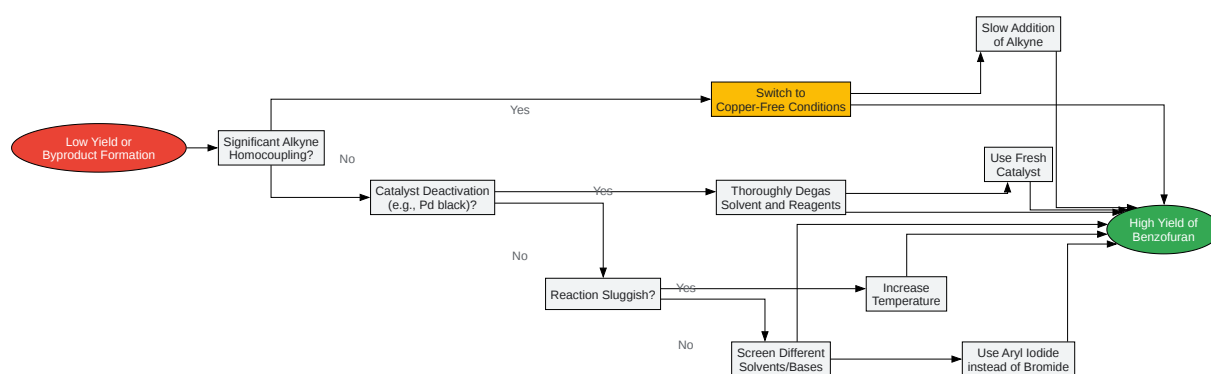 Slow Addition
of Alkyne
Switch to
Copper-Free Conditions
Yes
Low Yield or
Byproduct Formation
Significant Alkyne
Homocoupling?
No
Use Fresh
Catalyst
Catalyst Deactivation
(e.g., Pd black)?
Yes
Thoroughly Degas
Solvent and Reagents
High Yield of
Benzofuran
No
Reaction Sluggish?
Yes
Increase
Temperature
No
Screen Different
Solvents/Bases
Use Aryl Iodide
instead of Bromide